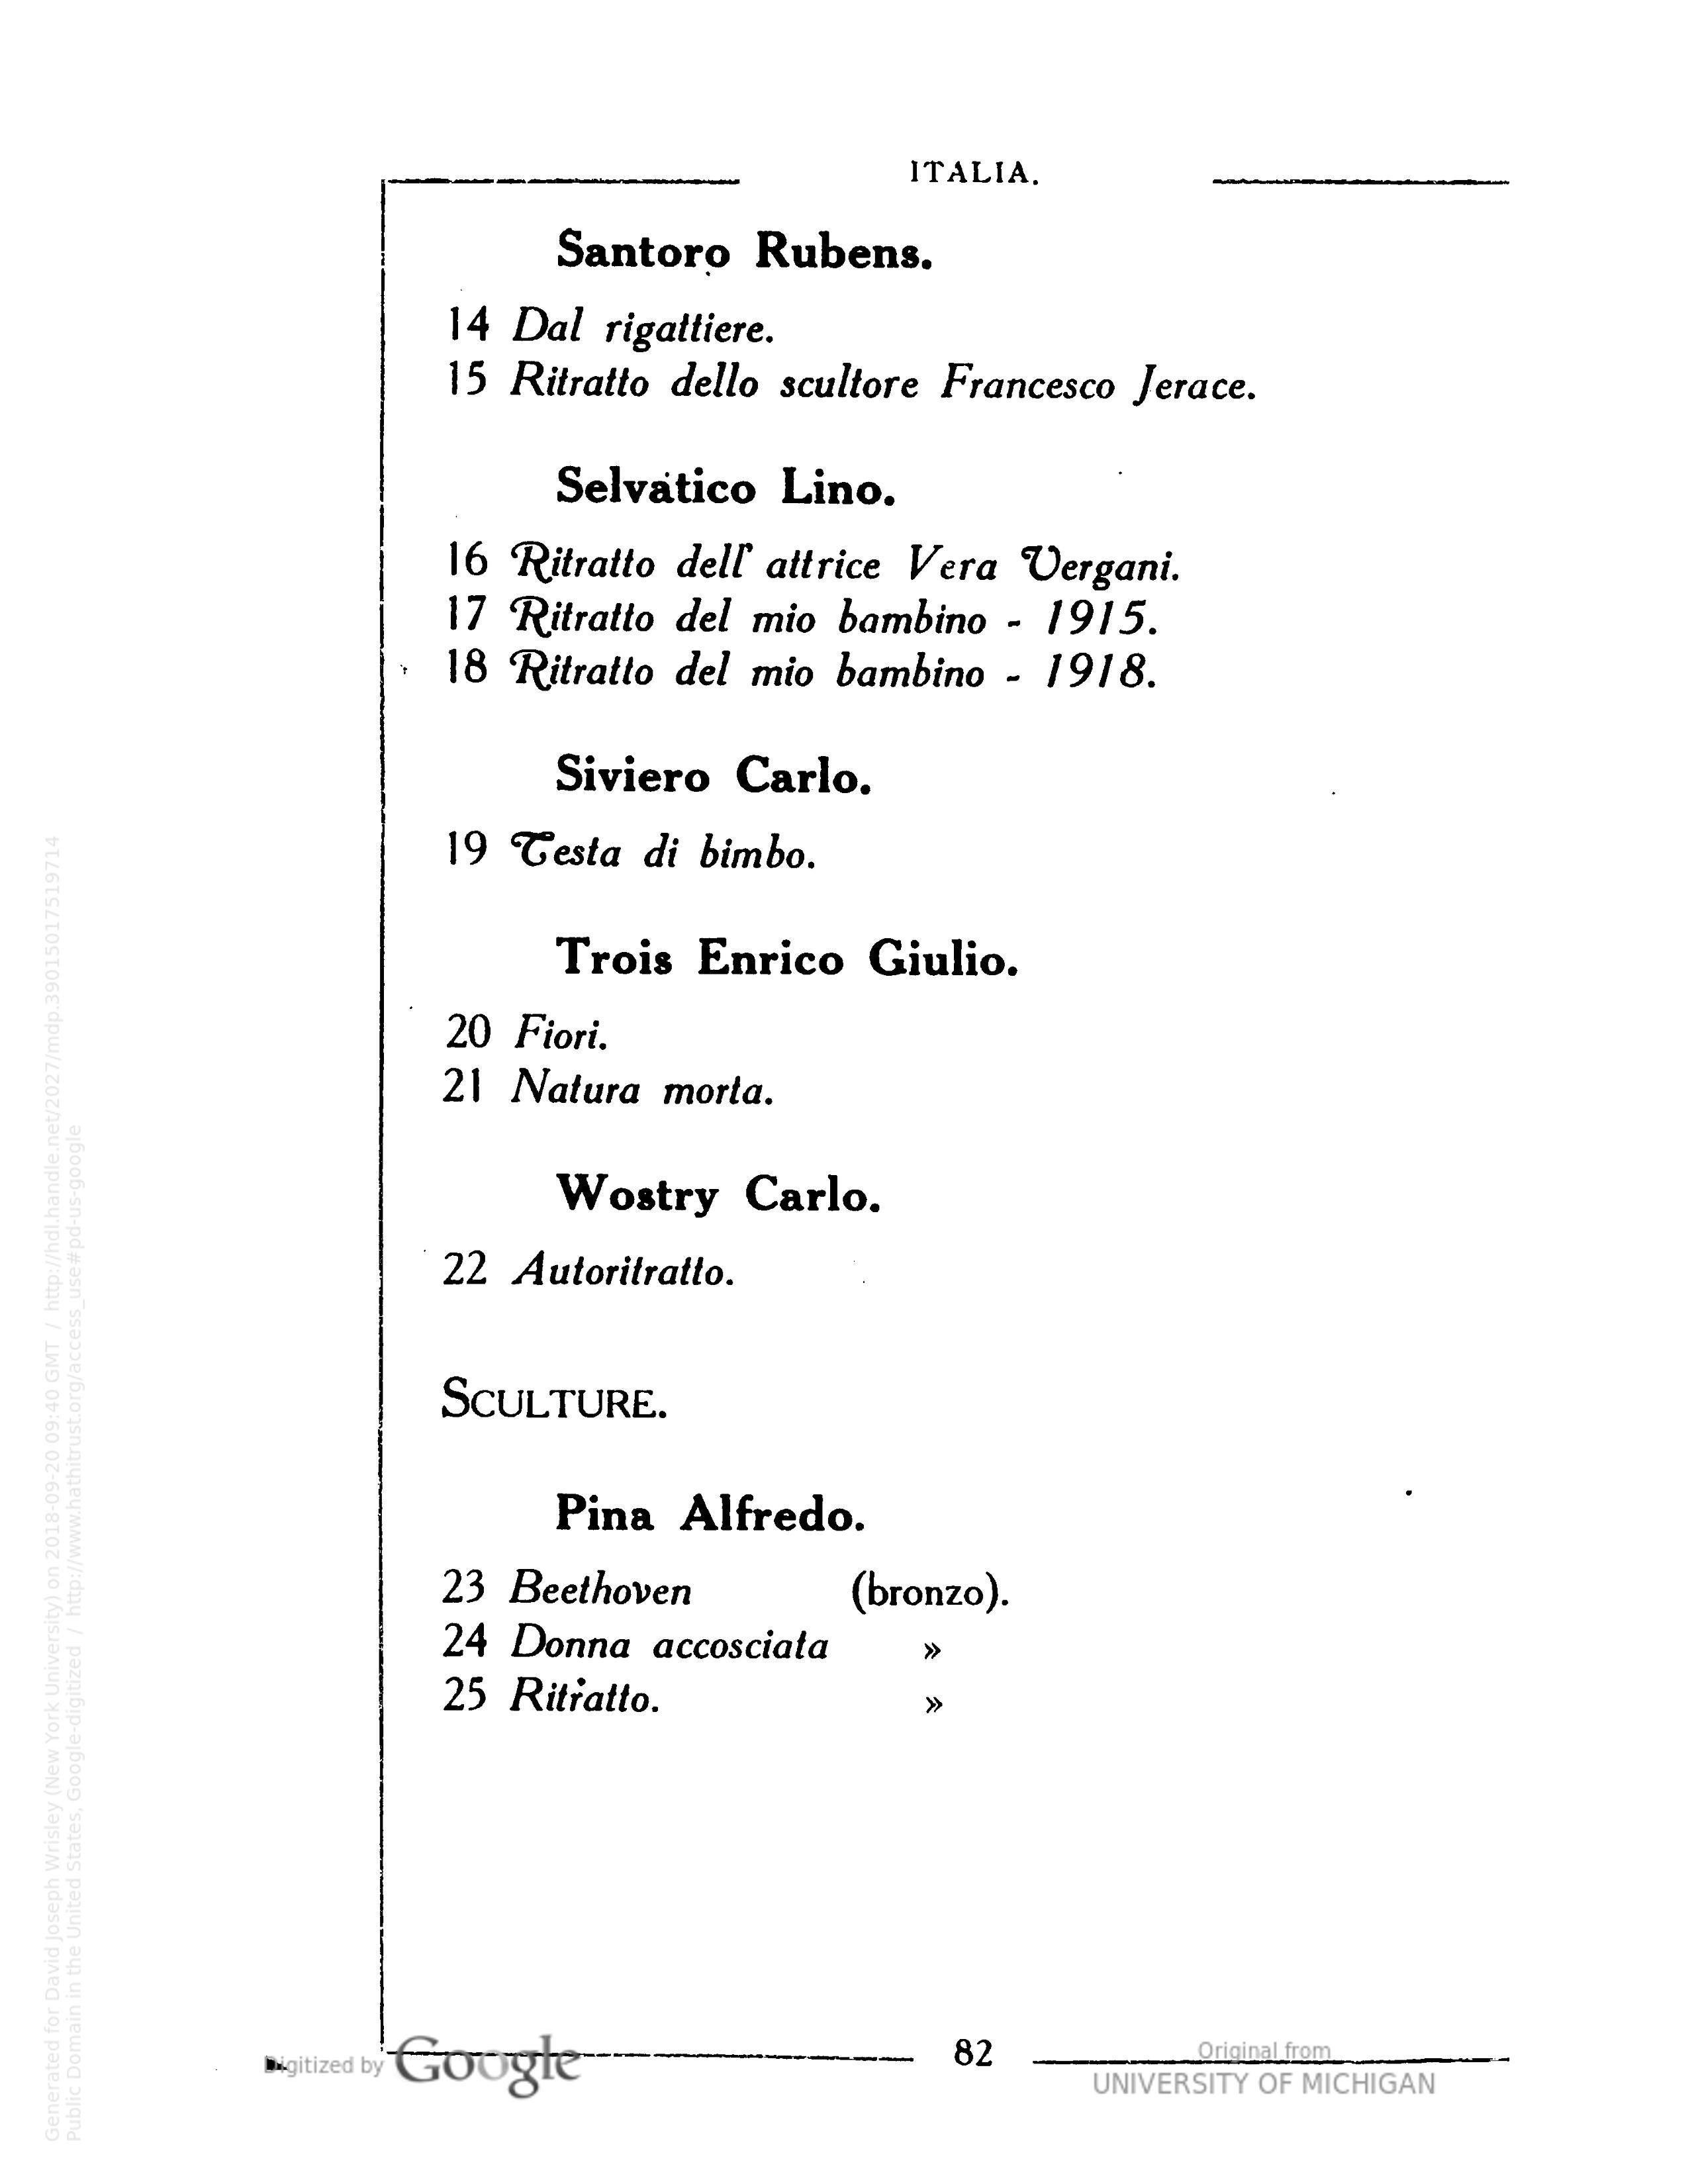 ITALIA.
Santoro Rubens.
14 Dal rigattiere.
15 Ritratto dello scultore Francesco Jerace.
Selvatico Lino.
16 Ritratto dell' attrice Vera Vergani.
17 Ritratto del mio bambino - 1915.
18 Ritratto del mio bambino - 1918.
Siviero Carlo.
19 Testa di bimbo.
Trois Enrico Giulio.
20 Fiori.
21 Natura morta.
Wostry Carlo.
22 Autoritratto.
SCULTURE.
Pina Alfredo.
23 Beethoven (bronzo).
24 Donna accosciata »
25 Ritratto. »
82
Digitized by Google
Original from
UNIVERSITY OF MICHIGAN
Generated for David Joseph Wrisley (New York University) on 2018-09-20 09:40 GMT / http://hdl.handle.net/2027/mdp.39015017519714
Public Domain in the United States, Google-digitized / http://www.hathitrust.org/access_use#pd-us-google